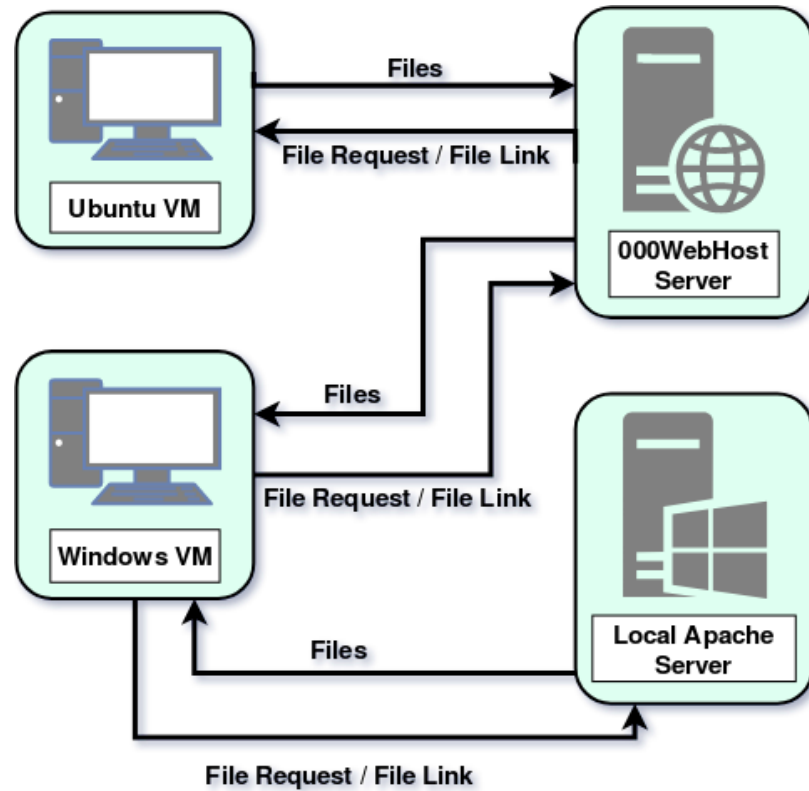 Files
File Request / File Link
Ubuntu VM
000WebHost
Server
Files
File Request / File Link
Windows VM
Local Apache
Server
Files
File Request / File Link